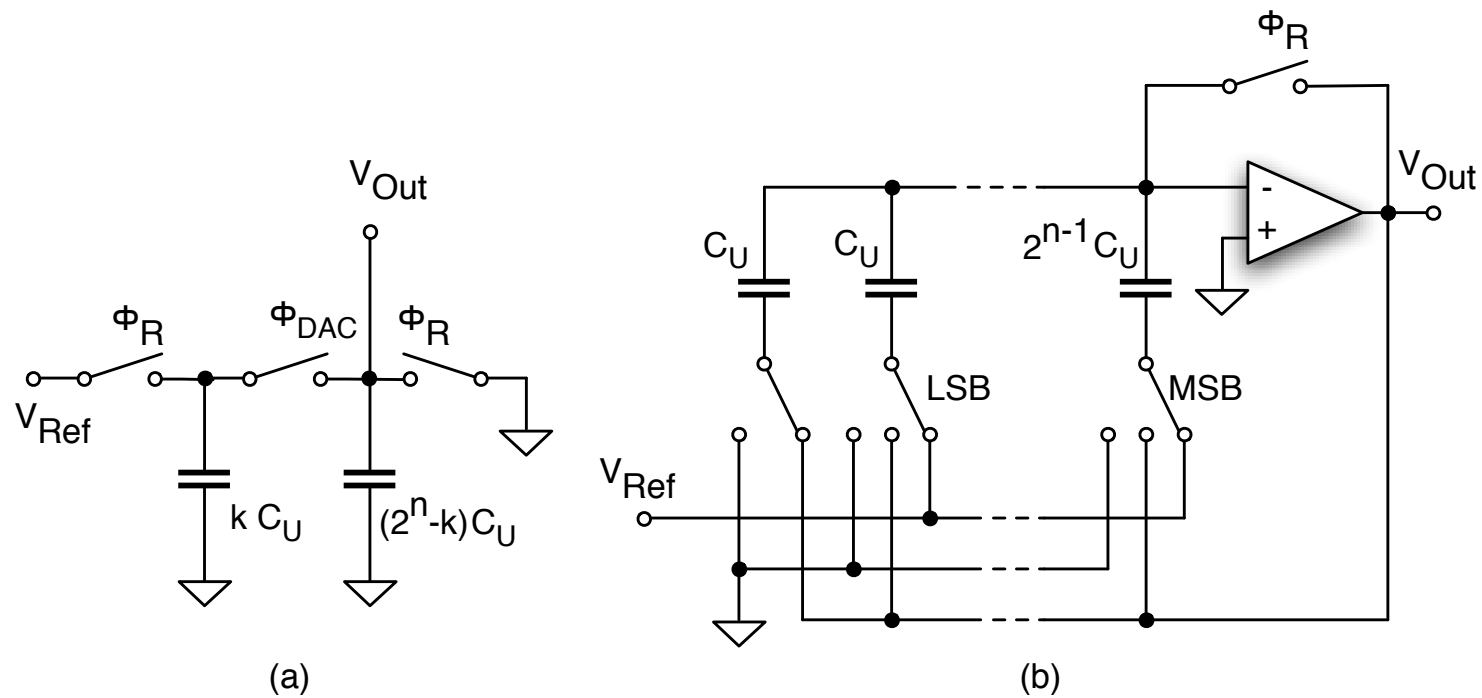 Φ_R
V_Out
V_Out
-
+
C_U
C_U
2^{n-1}C_U
Φ_R
Φ_DAC
Φ_R
LSB
MSB
V_Ref
V_Ref
k C_U
(2^n-k)C_U
(a)
(b)